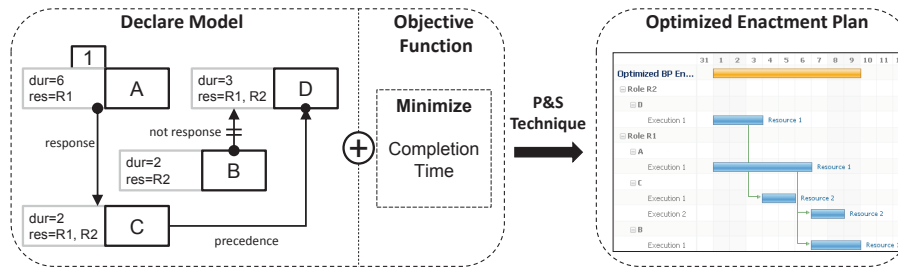 Declare Model
Objective
Function
Optimized Enactment Plan
1
dur=6
res=R1
A
dur=3
res=R1, R2
D
response
not response
dur=2
res=R2
B
dur=2
res=R1, R2
C
precedence
Minimize
Completion
Time
P&S
Technique
31 1 2 3 4 5 6 7 8 9 10 11
Optimized BP En...
Role R2
D
Execution 1 Resource 1
Role R1
A
Execution 1 Resource 1
C
Execution 1 Resource 2
Execution 2 Resource 2
B
Execution 1 Resource 1